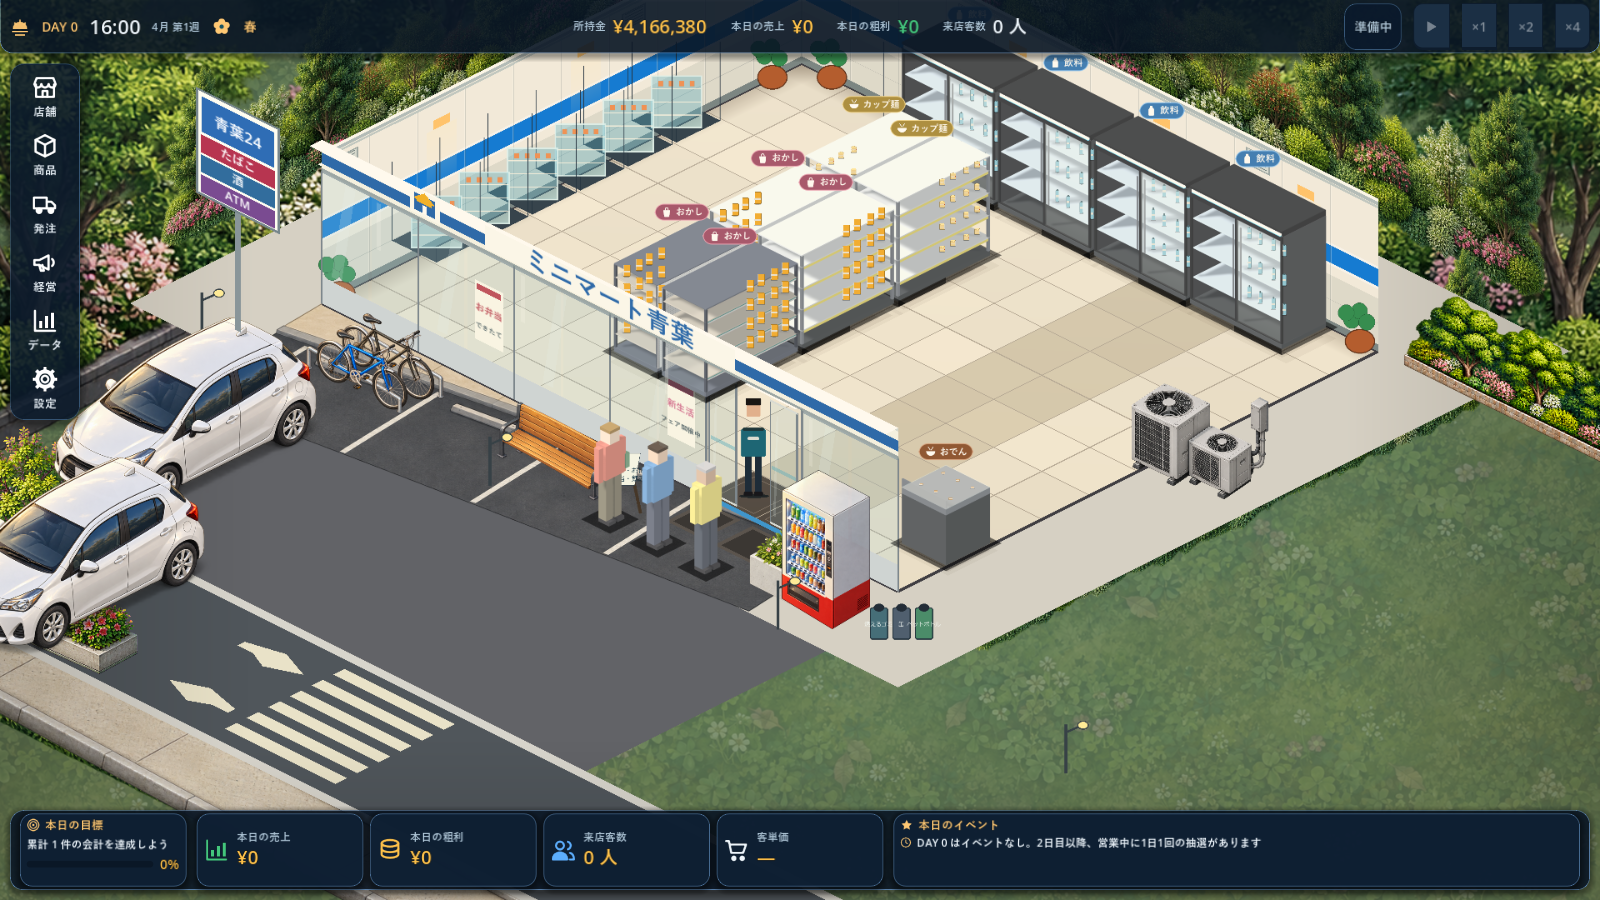 DAY 0 16:00 4月 第1週 春
所持金 ¥4,166,380 本日の売上 ¥0 本日の粗利 ¥0 来店客数 0 人
準備中 ×1 ×2 ×4
店舗
商品
発注
経営
データ
設定
青葉24
たばこ
酒
ATM
飲料
飲料
飲料
カップ麺
カップ麺
おかし
おかし
おかし
おかし
ミニマート青葉
お弁当
できたて
新生活
おでん
本日の目標
累計 1 件の会計を達成しよう
0%
本日の売上
¥0
本日の粗利
¥0
来店客数
0 人
客単価
—
本日のイベント
DAY 0 はイベントなし。2日目以降、営業中に1日1回の抽選があります